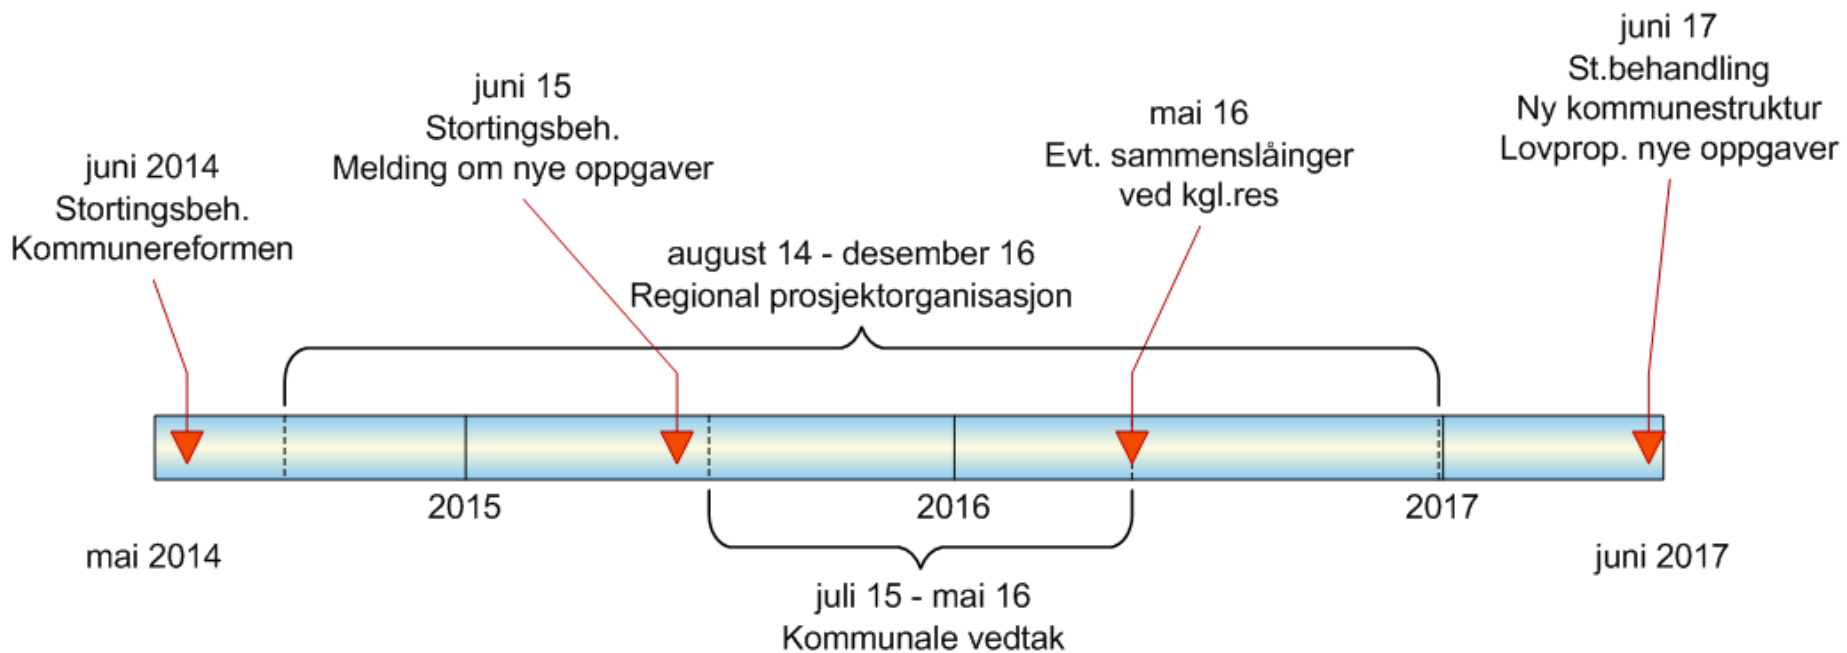 juni 2014
Stortingsbeh.
Kommunereformen
juni 15
Stortingsbeh.
Melding om nye oppgaver
august 14 - desember 16
Regional prosjektorganisasjon
mai 16
Evt. sammenslåinger
ved kgl.res
juni 17
St.behandling
Ny kommunestruktur
Lovprop. nye oppgaver
2015
2016
2017
mai 2014
juni 2017
juli 15 - mai 16
Kommunale vedtak